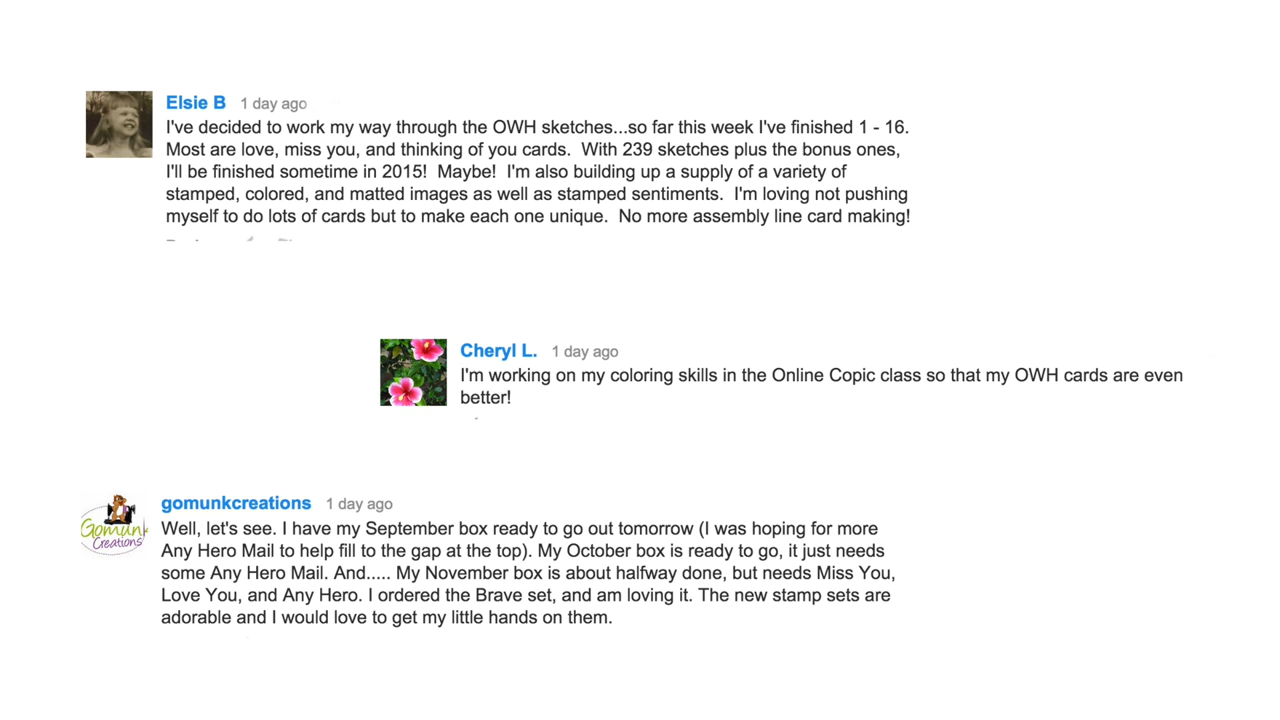 Elsie B 1 day ago
I've decided to work my way through the OWH sketches...so far this week I've finished 1 - 16.
Most are love, miss you, and thinking of you cards. With 239 sketches plus the bonus ones,
I'll be finished sometime in 2015! Maybe! I'm also building up a supply of a variety of
stamped, colored, and matted images as well as stamped sentiments. I'm loving not pushing
myself to do lots of cards but to make each one unique. No more assembly line card making!
Cheryl L. 1 day ago
I'm working on my coloring skills in the Online Copic class so that my OWH cards are even
better!
Gomunk
Creations
gomunkcreations 1 day ago
Well, let's see. I have my September box ready to go out tomorrow (I was hoping for more
Any Hero Mail to help fill to the gap at the top). My October box is ready to go, it just needs
some Any Hero Mail. And..... My November box is about halfway done, but needs Miss You,
Love You, and Any Hero. I ordered the Brave set, and am loving it. The new stamp sets are
adorable and I would love to get my little hands on them.